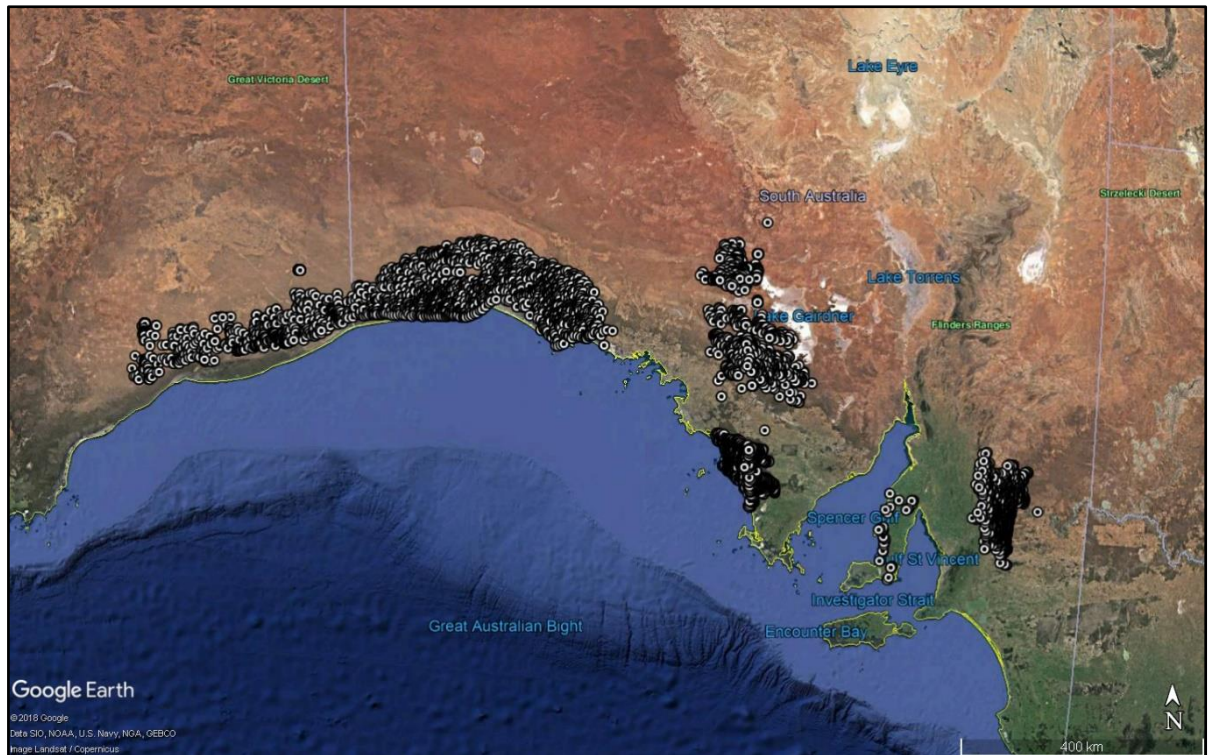 Lake Eyre
Great Victoria Desert
Strzelecki Desert
South Australia
Lake Torrens
Lake Gairdner
Flinders Ranges
Spencer Gulf
Gulf St Vincent
Investigator Strait
Great Australian Bight
Encounter Bay
Google Earth
©2018 Google
Data SIO, NOAA, U.S. Navy, NGA, GEBCO
Image Landsat / Copernicus
N
400 km